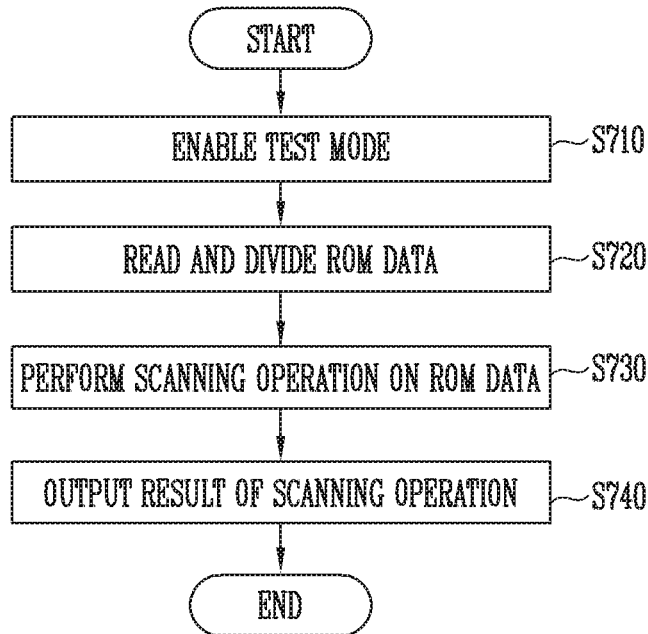 START
ENABLE TEST MODE
S710
READ AND DIVIDE ROM DATA
S720
PERFORM SCANNING OPERATION ON ROM DATA
S730
OUTPUT RESULT OF SCANNING OPERATION
S740
END